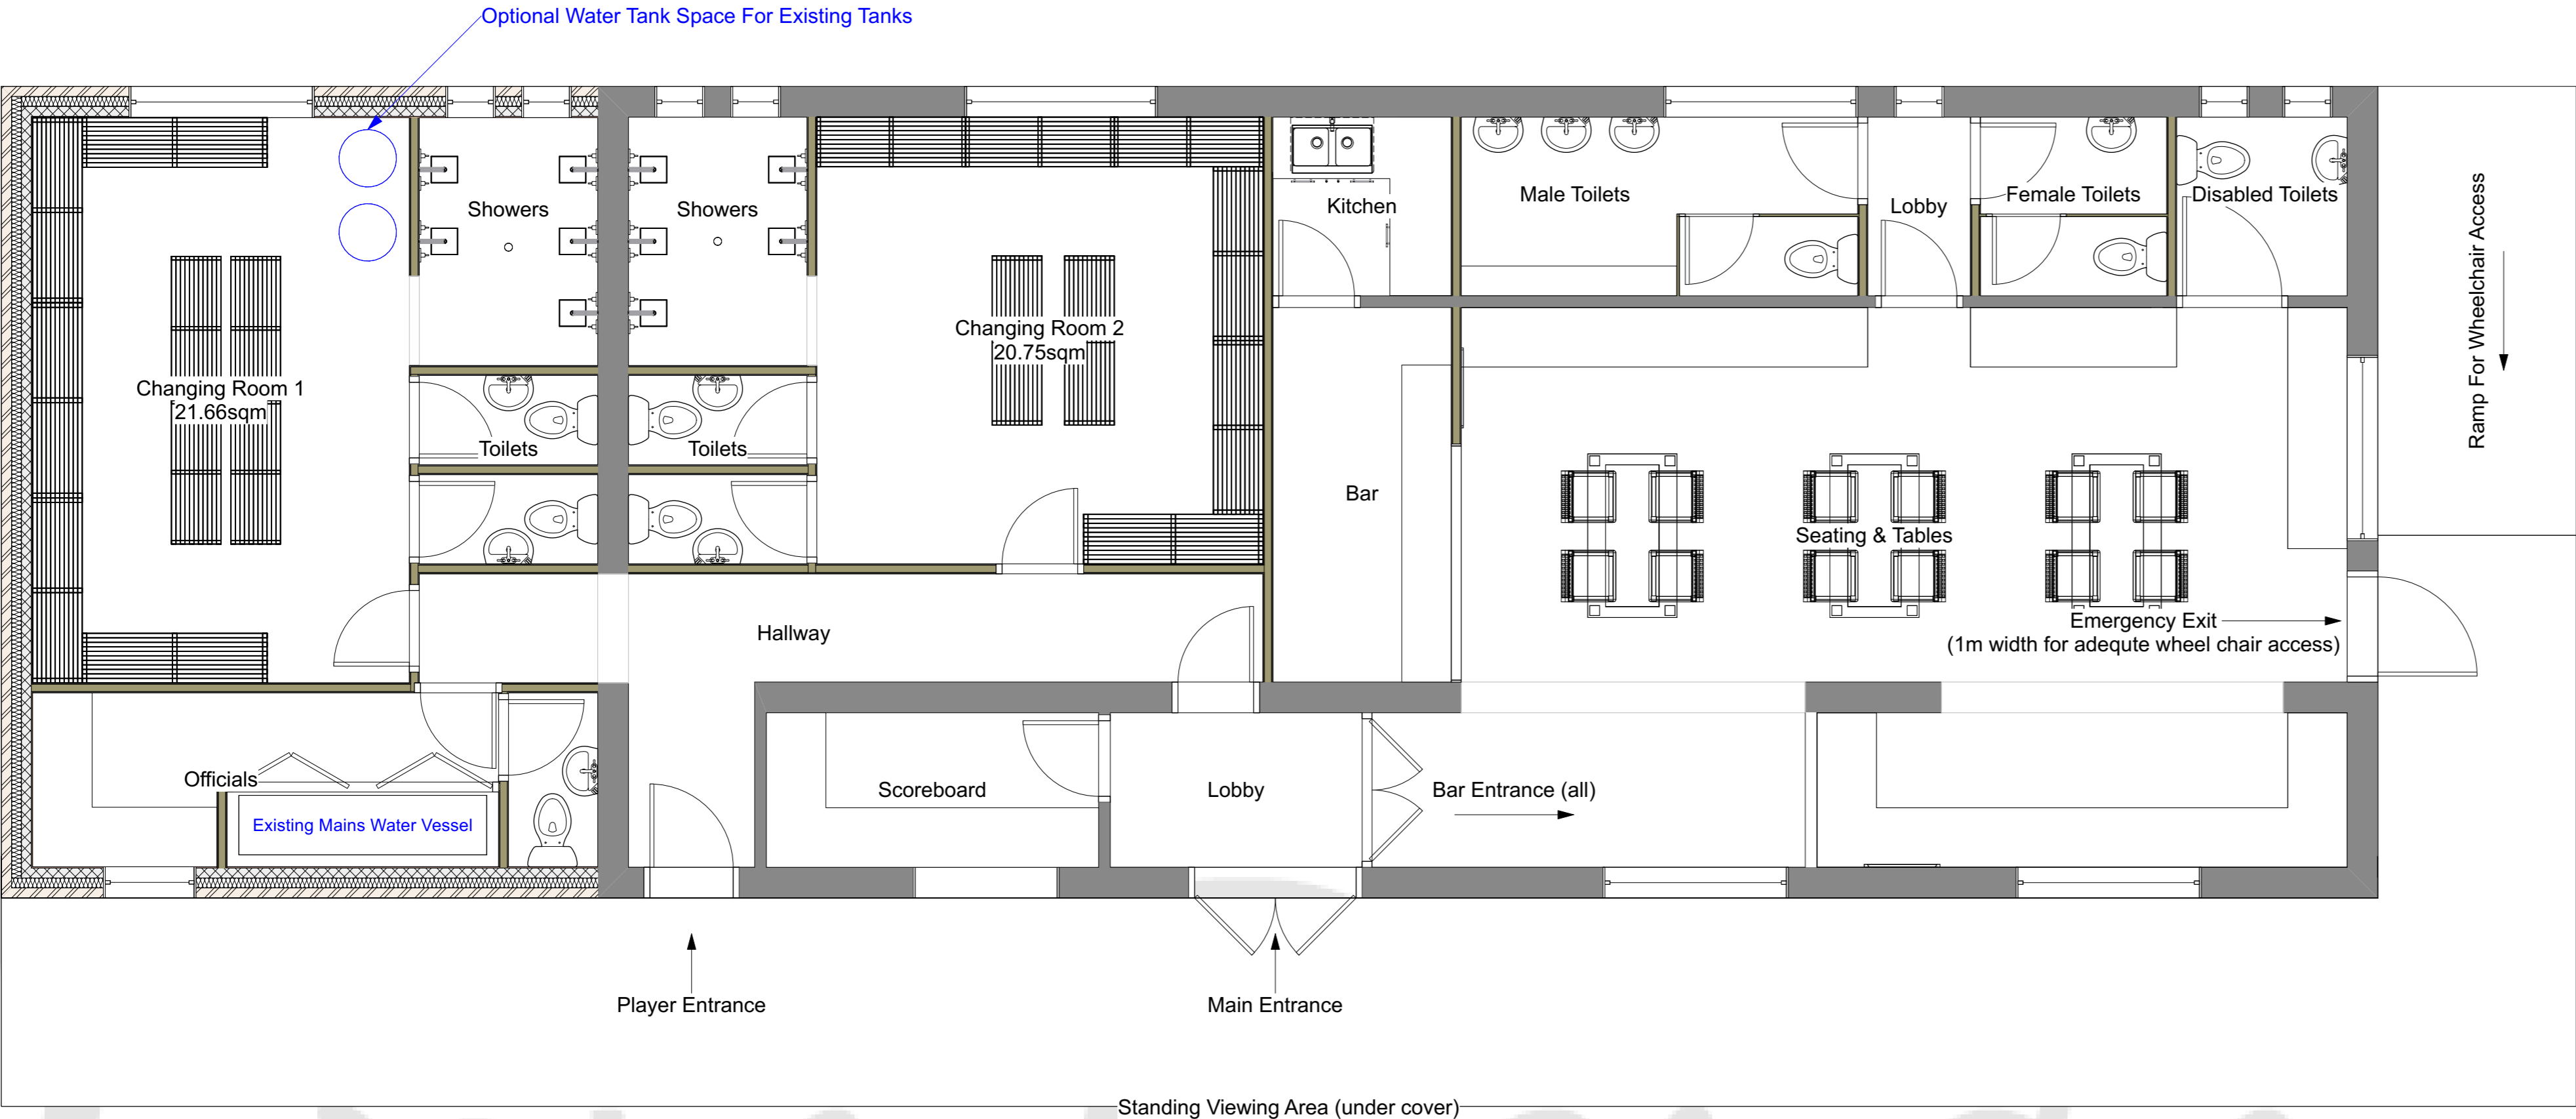 Optional Water Tank Space For Existing Tanks
Showers
Showers
Kitchen
Male Toilets
Lobby
Female Toilets
Disabled Toilets
Ramp For Wheelchair Access
Changing Room 1
21.66sqm
Changing Room 2
20.75sqm
Toilets
Toilets
Bar
Seating & Tables
Hallway
Emergency Exit
(1m width for adequte wheel chair access)
Officials
Existing Mains Water Vessel
Scoreboard
Lobby
Bar Entrance (all)
Player Entrance
Main Entrance
Standing Viewing Area (under cover)